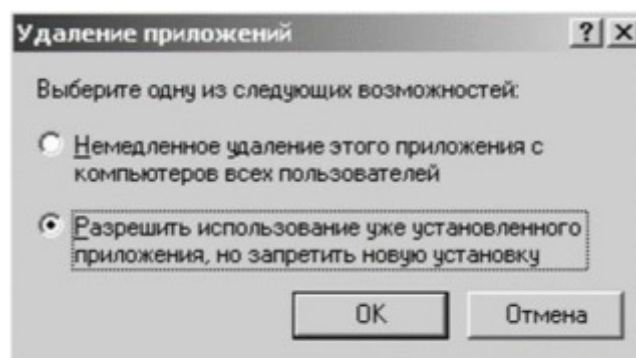 Удаление приложений
Выберите одну из следующих возможностей:
Немедленное удаление этого приложения с
компьютеров всех пользователей
Разрешить использование уже установленного
приложения, но запретить новую установку
ОК
Отмена